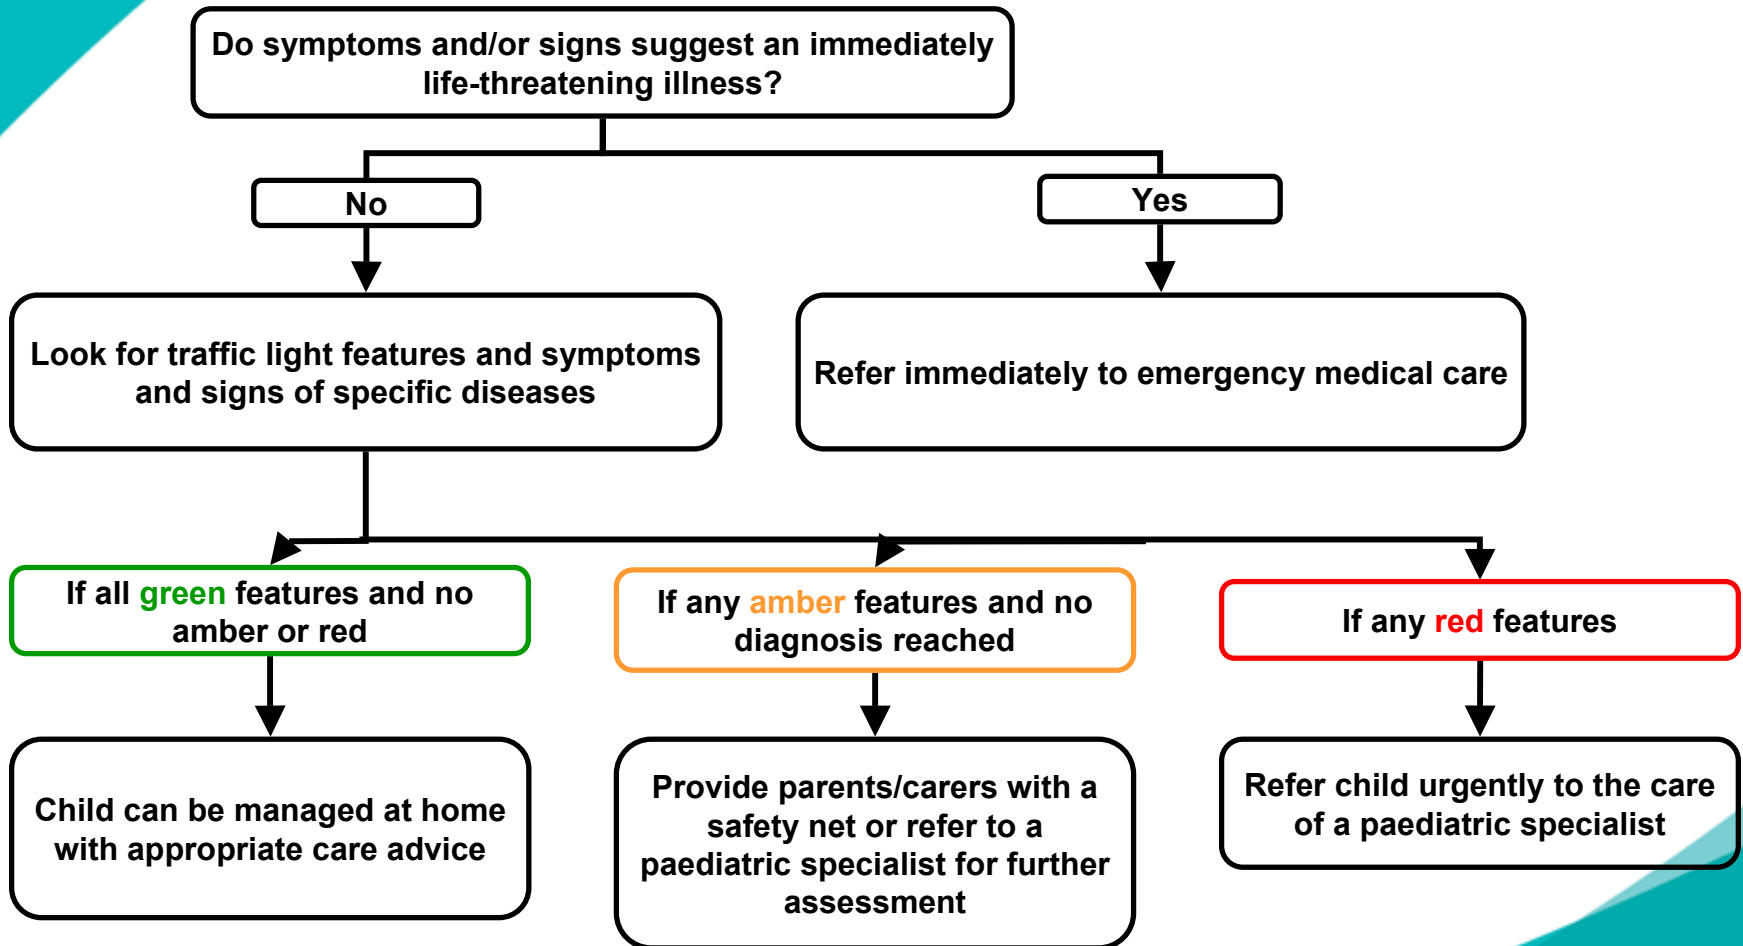 Do symptoms and/or signs suggest an immediately
life-threatening illness?
No
Yes
Look for traffic light features and symptoms
and signs of specific diseases
Refer immediately to emergency medical care
If all green features and no
amber or red
If any amber features and no
diagnosis reached
If any red features
Child can be managed at home
with appropriate care advice
Provide parents/carers with a
safety net or refer to a
paediatric specialist for further
assessment
Refer child urgently to the care
of a paediatric specialist